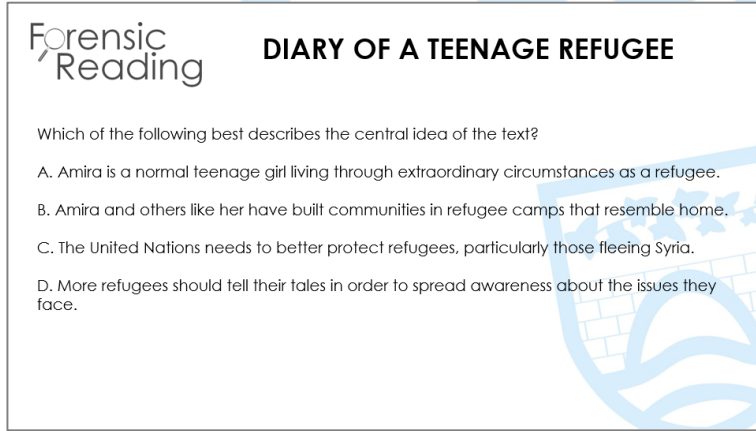 Forensic
Reading
DIARY OF A TEENAGE REFUGEE
Which of the following best describes the central idea of the text?
A. Amira is a normal teenage girl living through extraordinary circumstances as a refugee.
B. Amira and others like her have built communities in refugee camps that resemble home.
C. The United Nations needs to better protect refugees, particularly those fleeing Syria.
D. More refugees should tell their tales in order to spread awareness about the issues they
face.